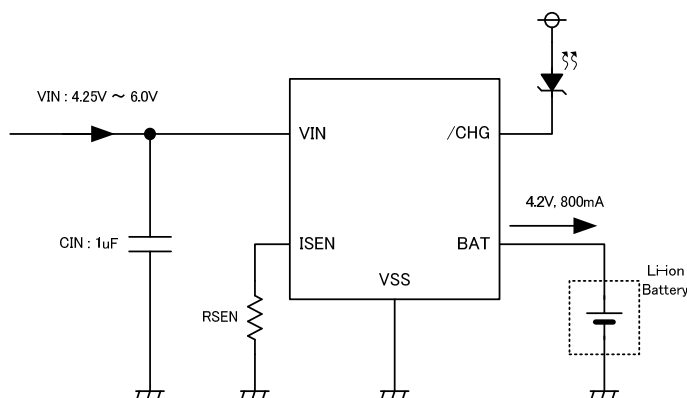 VIN : 4.25V ～ 6.0V
VIN
/CHG
4.2V, 800mA
CIN : 1uF
ISEN
BAT
VSS
Li-ion
Battery
RSEN